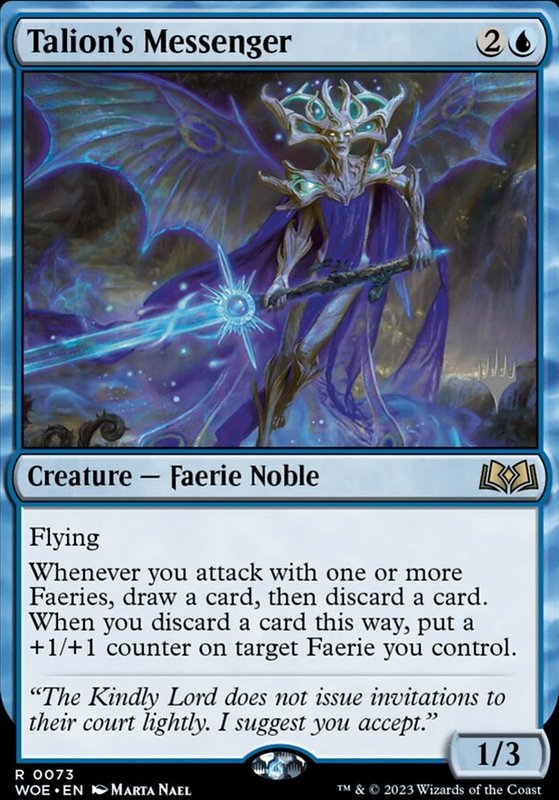 Talion's Messenger 2
Creature — Faerie Noble
Flying
Whenever you attack with one or more
Faeries, draw a card, then discard a card.
When you discard a card this way, put a
+1/+1 counter on target Faerie you control.
“The Kindly Lord does not issue invitations to
their court lightly. I suggest you accept.”
1/3
R 0073
WOE • EN Marta Nael
™ & © 2023 Wizards of the Coast